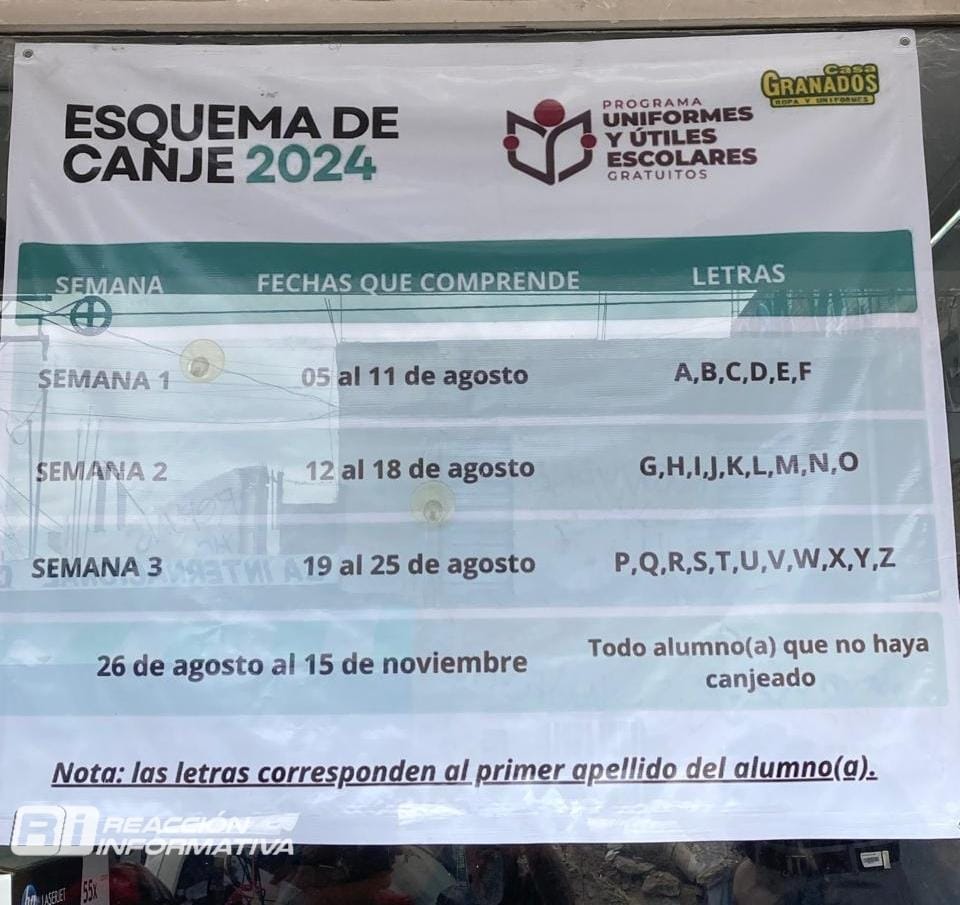 Casa
GRANADOS
ROPA Y UNIFORMES
ESQUEMA DE
CANJE 2024
PROGRAMA
UNIFORMES
Y ÚTILES
ESCOLARES
GRATUITOS
SEMANA FECHAS QUE COMPRENDE LETRAS
SEMANA 1 05 al 11 de agosto A,B,C,D,E,F
SEMANA 2 12 al 18 de agosto G,H,I,J,K,L,M,N,O
SEMANA 3 19 al 25 de agosto P,Q,R,S,T,U,V,W,X,Y,Z
26 de agosto al 15 de noviembre Todo alumno(a) que no haya
canjeado
Nota: las letras corresponden al primer apellido del alumno(a).
Ri REACCIÓN
INFORMATIVA
hp LASERJET
55x